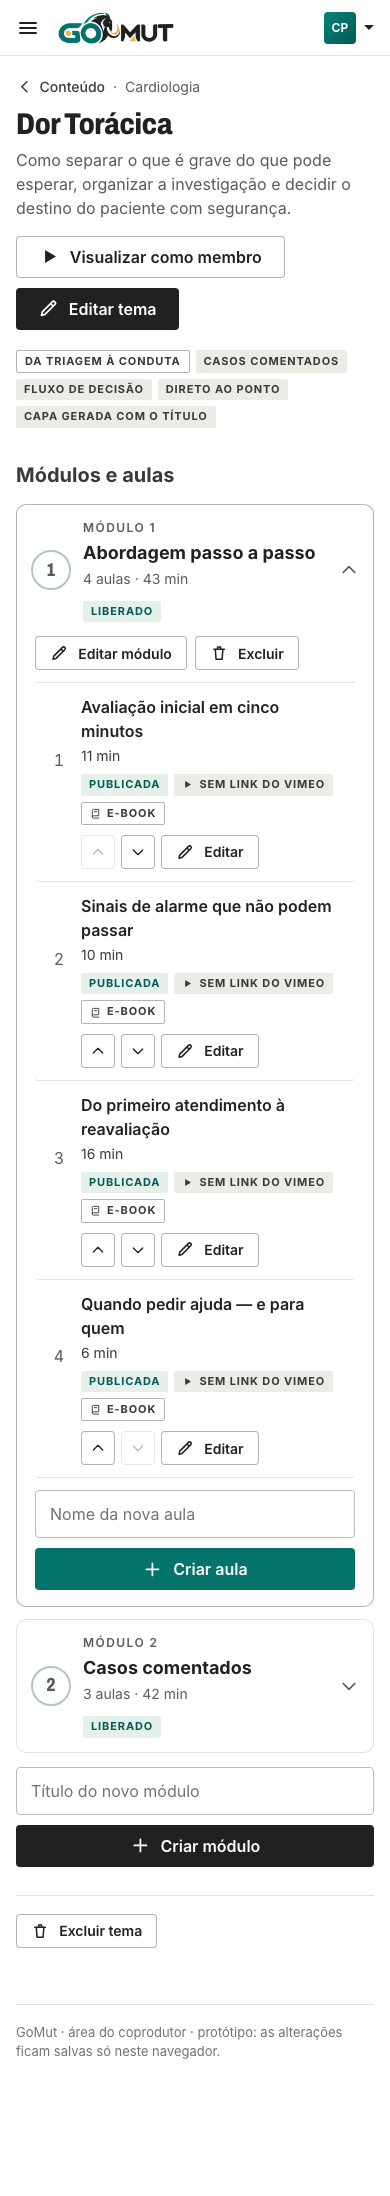 GOMUT
CP
Conteúdo · Cardiologia
Dor Torácica
Como separar o que é grave do que pode
esperar, organizar a investigação e decidir o
destino do paciente com segurança.
Visualizar como membro
Editar tema
DA TRIAGEM À CONDUTA
CASOS COMENTADOS
FLUXO DE DECISÃO
DIRETO AO PONTO
CAPA GERADA COM O TÍTULO
Módulos e aulas
MÓDULO 1
1
Abordagem passo a passo
4 aulas · 43 min
LIBERADO
Editar módulo
Excluir
1
Avaliação inicial em cinco
minutos
11 min
PUBLICADA
SEM LINK DO VIMEO
E-BOOK
Editar
2
Sinais de alarme que não podem
passar
10 min
PUBLICADA
SEM LINK DO VIMEO
E-BOOK
Editar
3
Do primeiro atendimento à
reavaliação
16 min
PUBLICADA
SEM LINK DO VIMEO
E-BOOK
Editar
4
Quando pedir ajuda — e para
quem
6 min
PUBLICADA
SEM LINK DO VIMEO
E-BOOK
Editar
Nome da nova aula
Criar aula
MÓDULO 2
2
Casos comentados
3 aulas · 42 min
LIBERADO
Título do novo módulo
Criar módulo
Excluir tema
GoMut · área do coprodutor · protótipo: as alterações
ficam salvas só neste navegador.